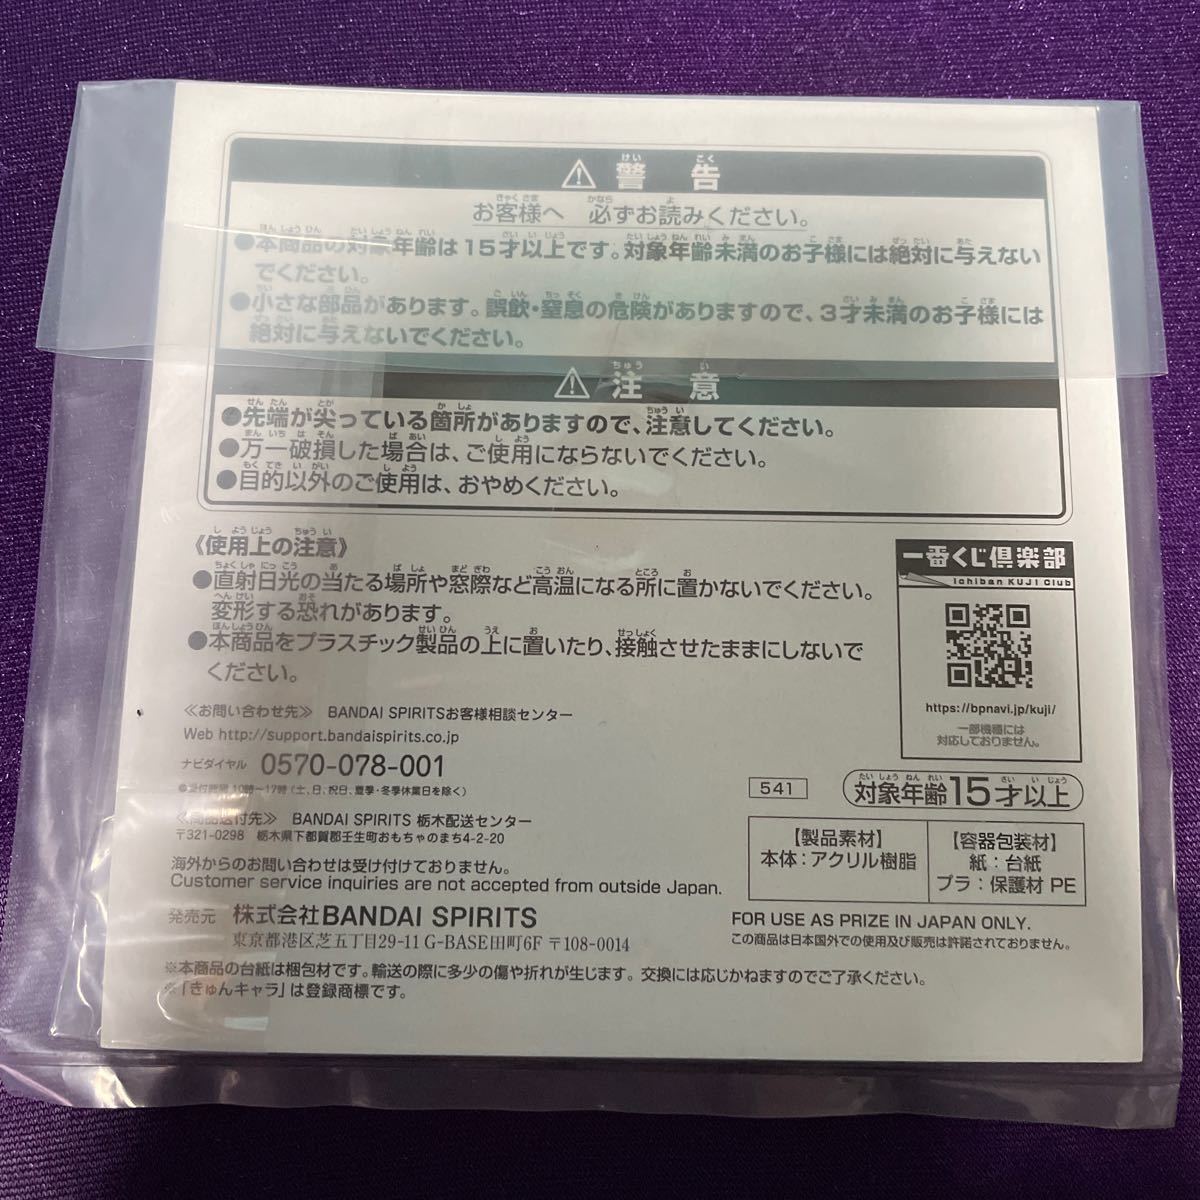 ⚠警告
お客様へ 必ずお読みください。
●本商品の対象年齢は15才以上です。対象年齢未満のお子様には絶対に与えない
でください。
●小さな部品があります。誤飲・窒息の危険がありますので、3才未満のお子様には
絶対に与えないでください。
⚠注意
●先端が尖っている箇所がありますので、注意してください。
●万一破損した場合は、ご使用にならないでください。
●目的以外のご使用は、おやめください。
《使用上の注意》
●直射日光の当たる場所や窓際など高温になる所に置かないでください。
変形する恐れがあります。
●本商品をプラスチック製品の上に置いたり、接触させたままにしないで
ください。
一番くじ倶楽部
Ichiban KUJI Club
https://bpnavi.jp/kuji/
一部機種には
対応しておりません。
≪お問い合わせ先≫ BANDAI SPIRITSお客様相談センター
Web http://support.bandaispirits.co.jp
ナビダイヤル 0570-078-001
●受付時間 10時〜17時(土、日、祝日、夏季・冬季休業日を除く)
≪商品送付先≫ BANDAI SPIRITS 栃木配送センター
〒321-0298 栃木県下都賀郡壬生町おもちゃのまち4-2-20
海外からのお問い合わせは受け付けておりません。
Customer service inquiries are not accepted from outside Japan.
発売元 株式会社BANDAI SPIRITS
東京都港区芝五丁目29-11 G-BASE田町6F 〒108-0014
541
対象年齢15才以上
【製品素材】
本体:アクリル樹脂
【容器包装材】
紙:台紙
プラ:保護材 PE
FOR USE AS PRIZE IN JAPAN ONLY.
この商品は日本国外での使用及び販売は許諾されておりません。
※本商品の台紙は梱包材です。輸送の際に多少の傷や折れが生じます。交換には応じかねますのでご了承ください。
※「きゅんキャラ」は登録商標です。